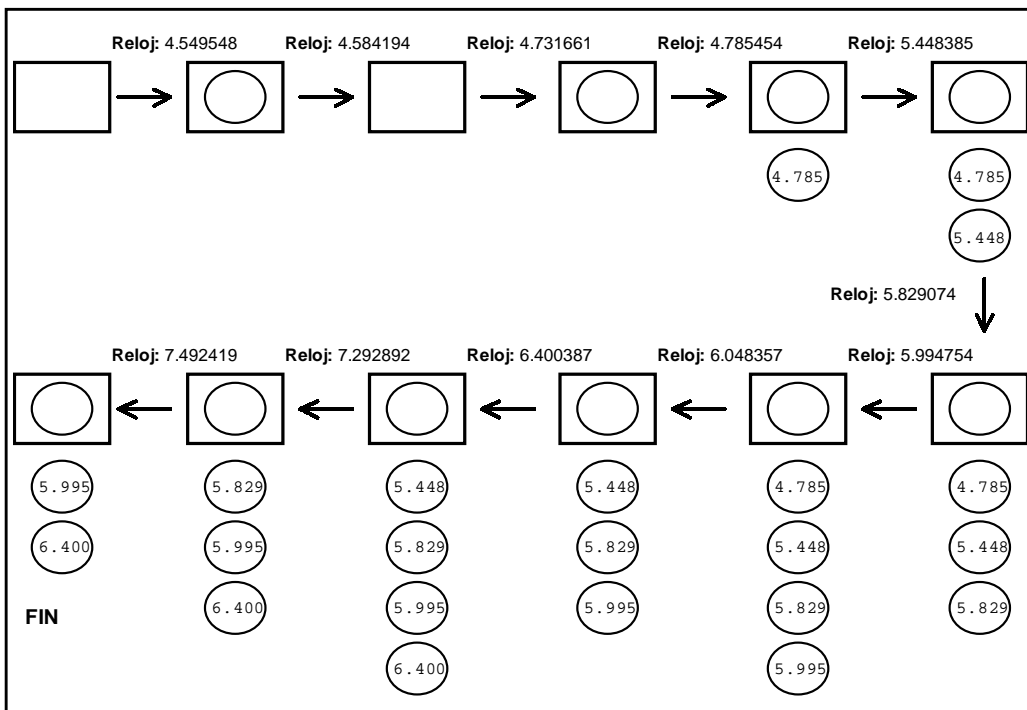 Reloj: 4.549548 Reloj: 4.584194 Reloj: 4.731661 Reloj: 4.785454 Reloj: 5.448385
4.785 4.785
5.448
Reloj: 5.829074
Reloj: 7.492419 Reloj: 7.292892 Reloj: 6.400387 Reloj: 6.048357 Reloj: 5.994754
5.995 5.829 5.448 5.448 4.785 4.785
6.400 5.995 5.829 5.829 5.448 5.448
FIN 6.400 5.995 5.995 5.829 5.829
6.400 5.995